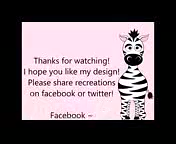 Thanks for watching!
I hope you like my design!
Please share recreations
on facebook or twitter!
Facebook ~